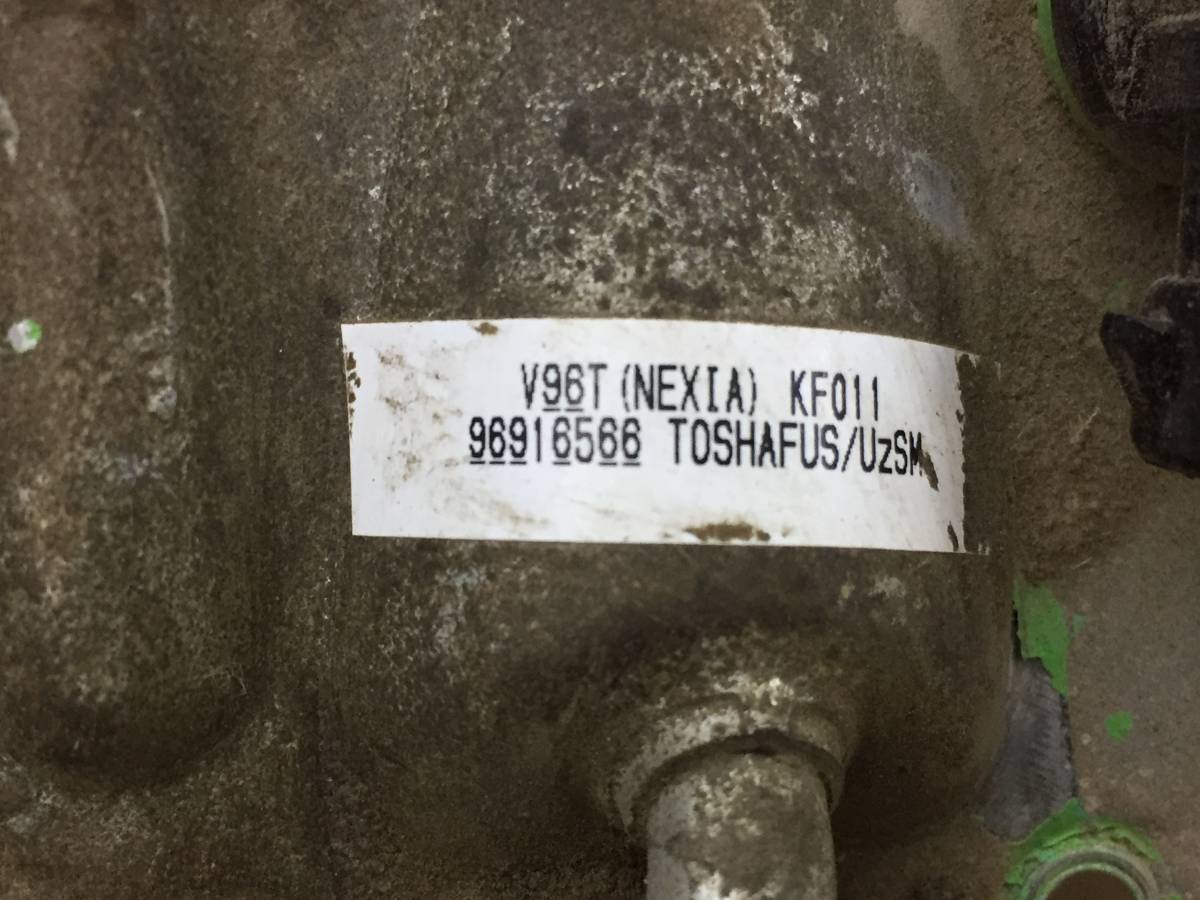 V96T (NEXIA) KF011
96916566 TOSHAFUS/UzSM